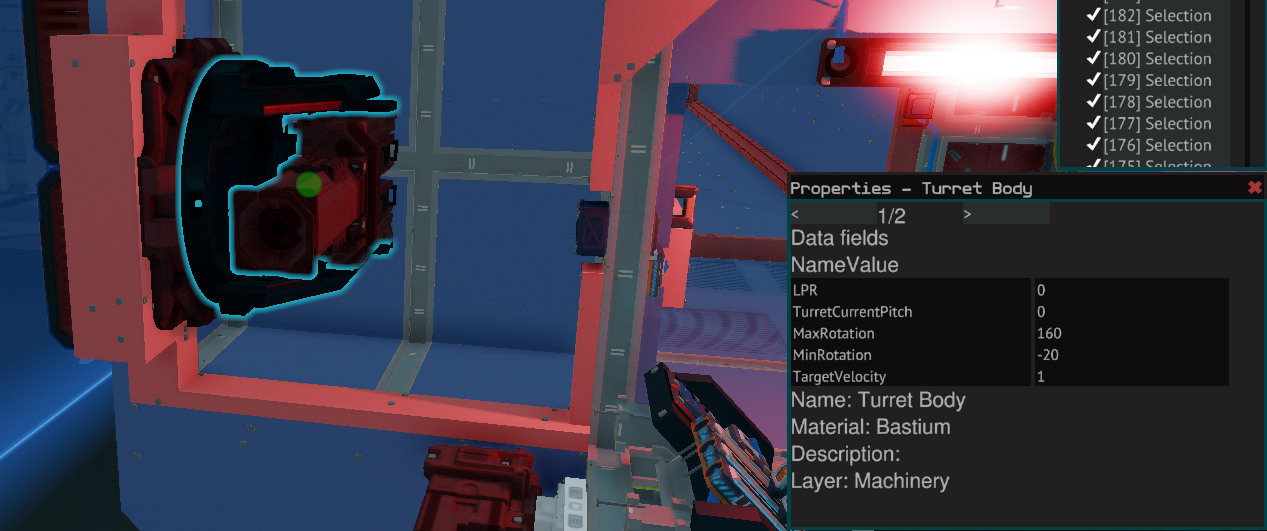 ✓[182] Selection
✓[181] Selection
✓[180] Selection
✓[179] Selection
✓[178] Selection
✓[177] Selection
✓[176] Selection
✓[175] Selection
Properties - Turret Body
< 1/2 >
Data fields
NameValue
LPR 0
TurretCurrentPitch 0
MaxRotation 160
MinRotation -20
TargetVelocity 1
Name: Turret Body
Material: Bastium
Description:
Layer: Machinery